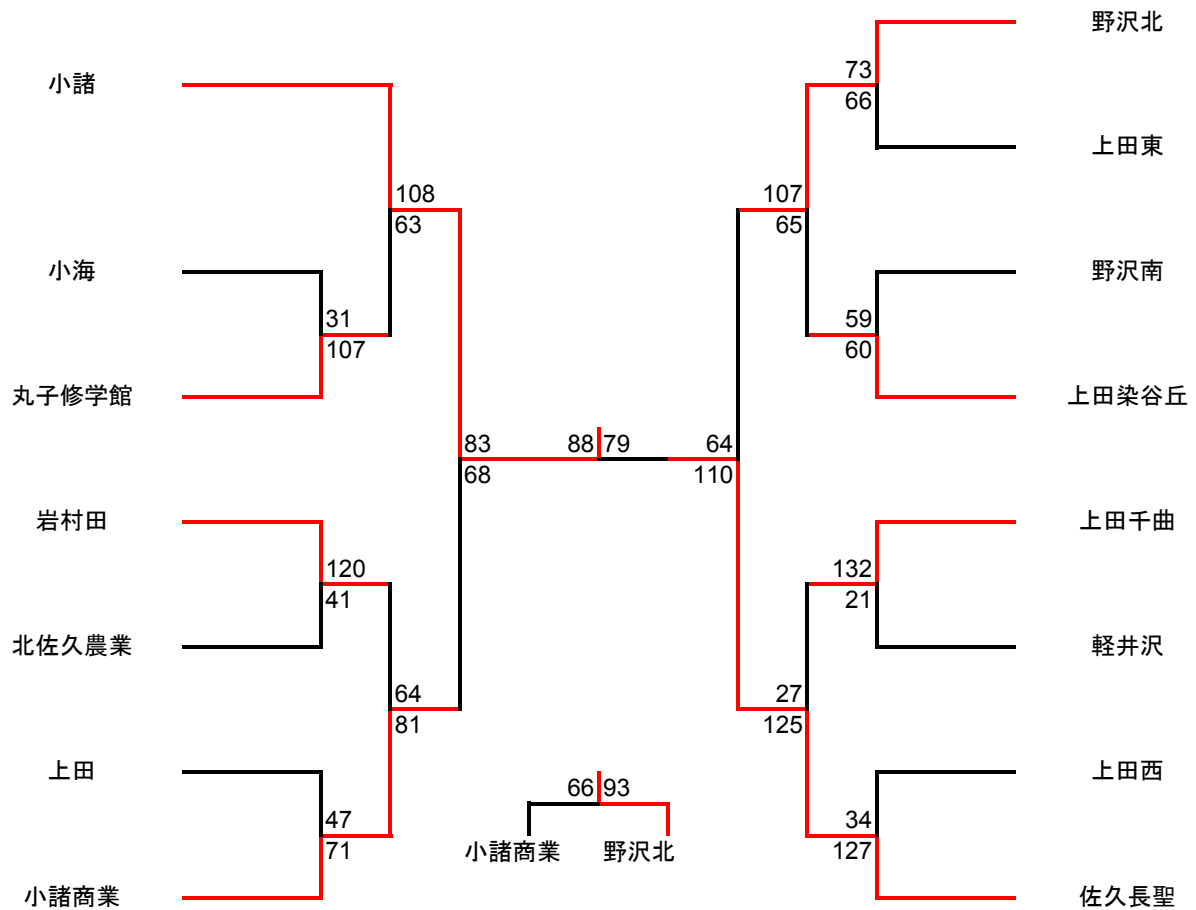 野沢北
小諸
73
66
上田東
108
63
107
65
小海
野沢南
31
107
59
60
丸子修学館
上田染谷丘
83
68
88
79
64
110
岩村田
上田千曲
120
41
132
21
北佐久農業
軽井沢
64
81
27
125
上田
上田西
66
93
47
71
34
127
小諸商業
野沢北
小諸商業
佐久長聖